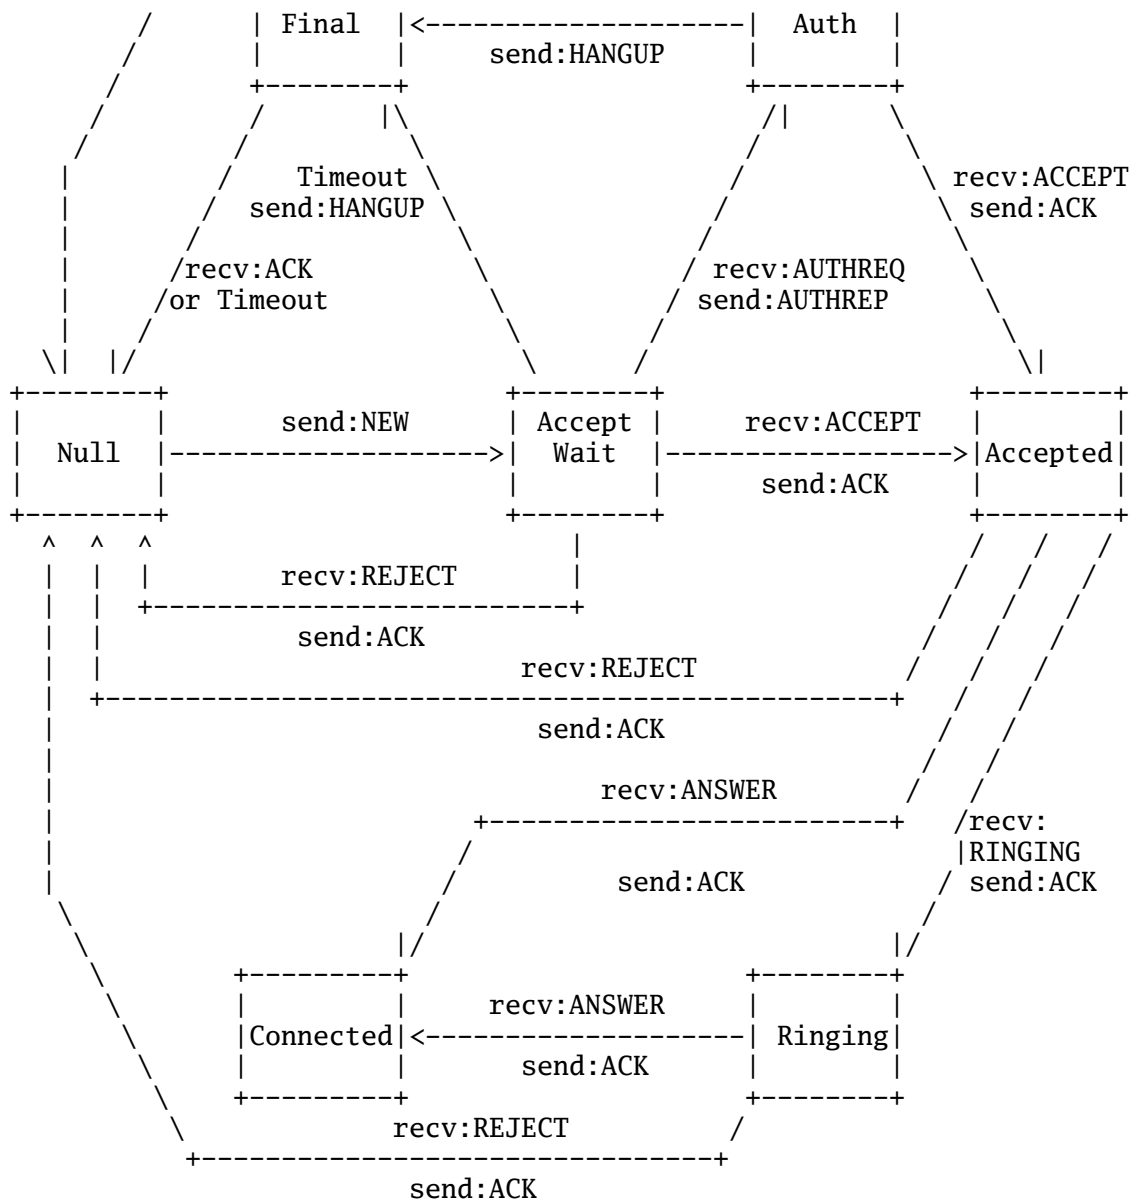 Final Auth
send:HANGUP
Timeout recv:ACCEPT
send:HANGUP send:ACK
recv:ACK recv:AUTHREQ
or Timeout send:AUTHREP
send:NEW Accept recv:ACCEPT
Null Wait Accepted
send:ACK
recv:REJECT
send:ACK
recv:REJECT
send:ACK
recv:ANSWER
recv:
RINGING
send:ACK send:ACK
recv:ANSWER
Connected Ringing
send:ACK
recv:REJECT
send:ACK